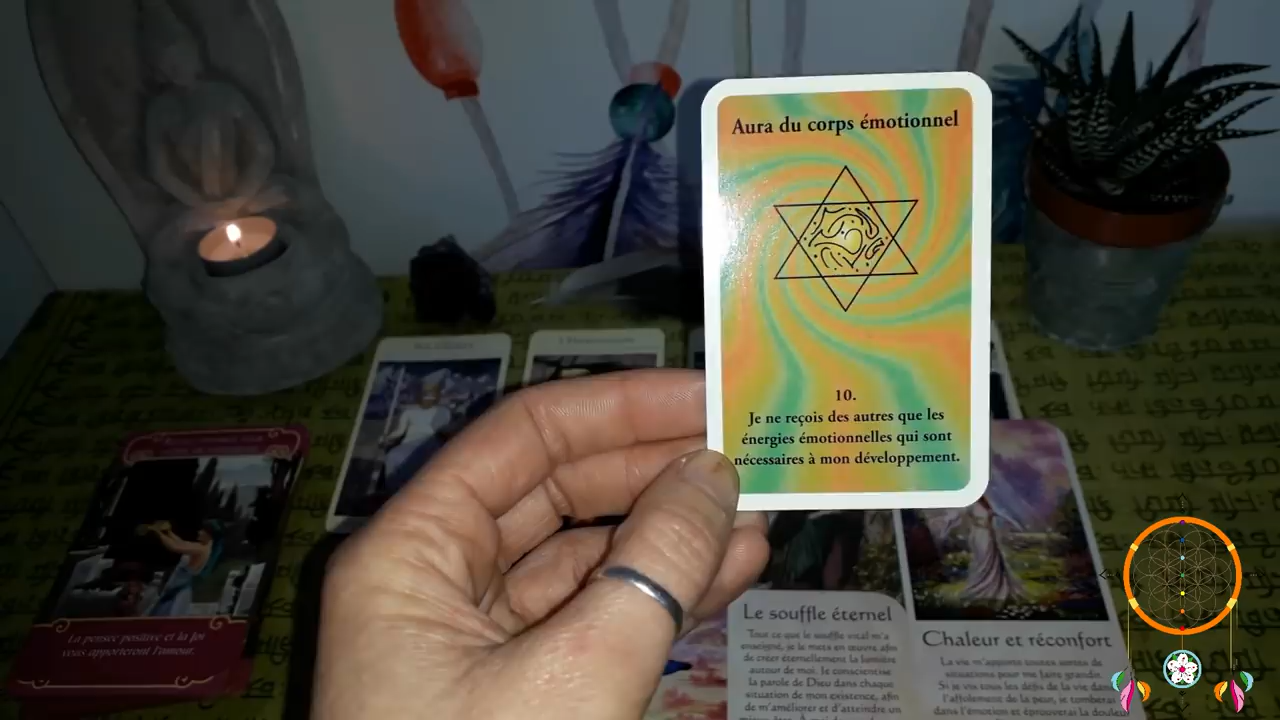 Aura du corps émotionnel
10.
Je ne reçois des autres que les
énergies émotionnelles qui sont
nécessaires à mon développement.
La pensée positive et la foi
vous apporteront l'amour.
Le souffle éternel
Tout ce que le souffle vital m'a
enseigné, je le mets en œuvre afin
de créer éternellement la lumière
autour de moi. Je conscientise
la parole de Dieu dans chaque
situation de mon existence, afin
de m'améliorer et d'atteindre un
Chaleur et réconfort
La vie m'apporte toutes sortes de
situations pour me faire grandir.
Si je vis tous les défis de la vie dans
l'affolement de la peur, je tomberai
dans l'émotion et éprouverai la douleur